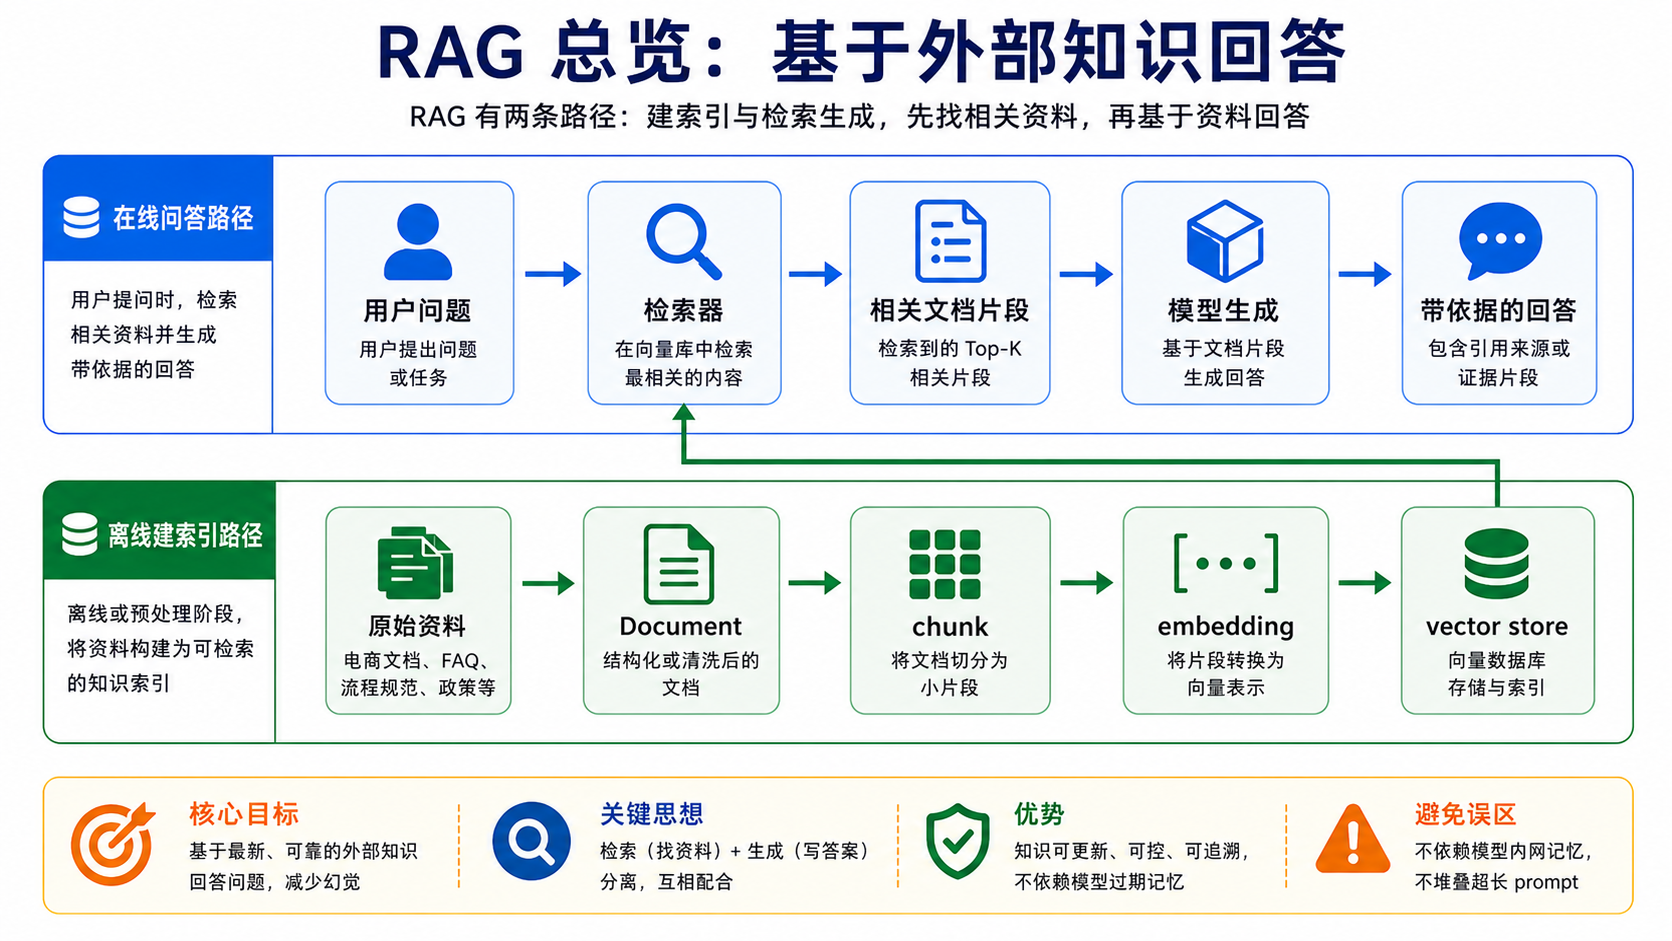 RAG 总览：基于外部知识回答
RAG 有两条路径：建索引与检索生成，先找相关资料，再基于资料回答
在线问答路径
用户提问时，检索
相关资料并生成
带依据的回答
用户问题
用户提出问题
或任务
检索器
在向量库中检索
最相关的内容
相关文档片段
检索到的 Top-K
相关片段
模型生成
基于文档片段
生成回答
带依据的回答
包含引用来源或
证据片段
离线建索引路径
离线或预处理阶段，
将资料构建为可检索
的知识索引
原始资料
电商文档、FAQ、
流程规范、政策等
Document
结构化或清洗后的
文档
chunk
将文档切分为
小片段
embedding
将片段转换为
向量表示
vector store
向量数据库
存储与索引
核心目标
基于最新、可靠的外部知识
回答问题，减少幻觉
关键思想
检索（找资料）+ 生成（写答案）
分离，互相配合
优势
知识可更新、可控、可追溯，
不依赖模型过期记忆
避免误区
不依赖模型内网记忆，
不堆叠超长 prompt